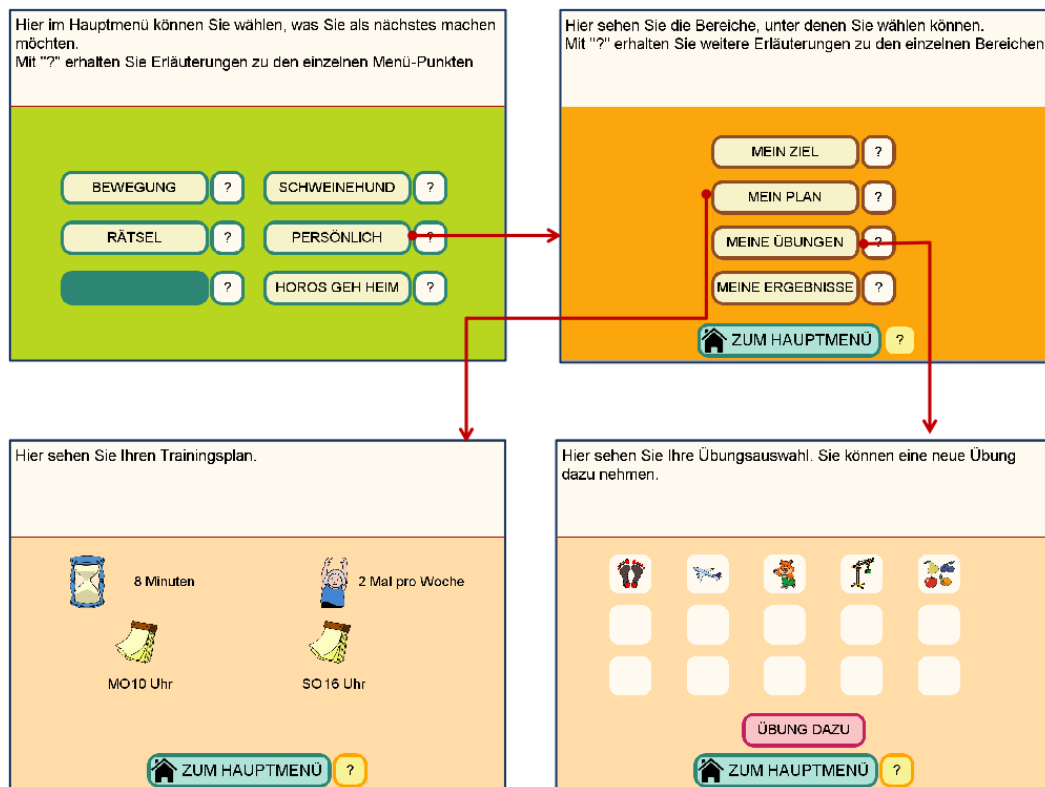 Hier im Hauptmenü können Sie wählen, was Sie als nächstes machen
möchten.
Mit "?" erhalten Sie Erläuterungen zu den einzelnen Menü-Punkten
BEWEGUNG ? SCHWEINEHUND ?
RÄTSEL ? PERSÖNLICH ?
? HOROS GEH HEIM ?
Hier sehen Sie die Bereiche, unter denen Sie wählen können.
Mit "?" erhalten Sie weitere Erläuterungen zu den einzelnen Bereichen
MEIN ZIEL ?
MEIN PLAN ?
MEINE ÜBUNGEN ?
MEINE ERGEBNISSE ?
ZUM HAUPTMENÜ ?
Hier sehen Sie Ihren Trainingsplan.
8 Minuten 2 Mal pro Woche
MO10 Uhr SO16 Uhr
ZUM HAUPTMENÜ ?
Hier sehen Sie Ihre Übungsauswahl. Sie können eine neue Übung
dazu nehmen.
ÜBUNG DAZU
ZUM HAUPTMENÜ ?